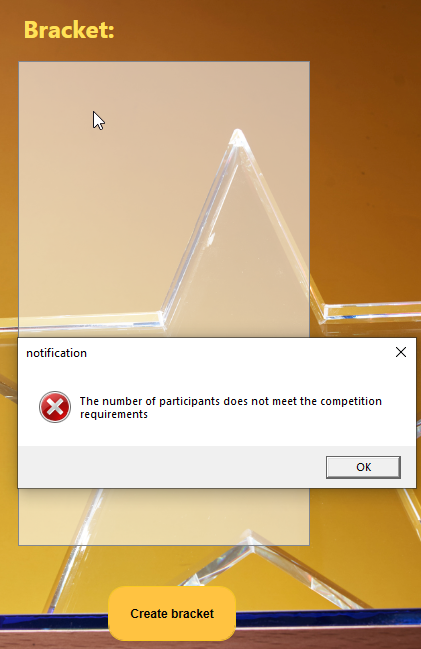 Bracket:
notification
The number of participants does not meet the competition
requirements
OK
Create bracket